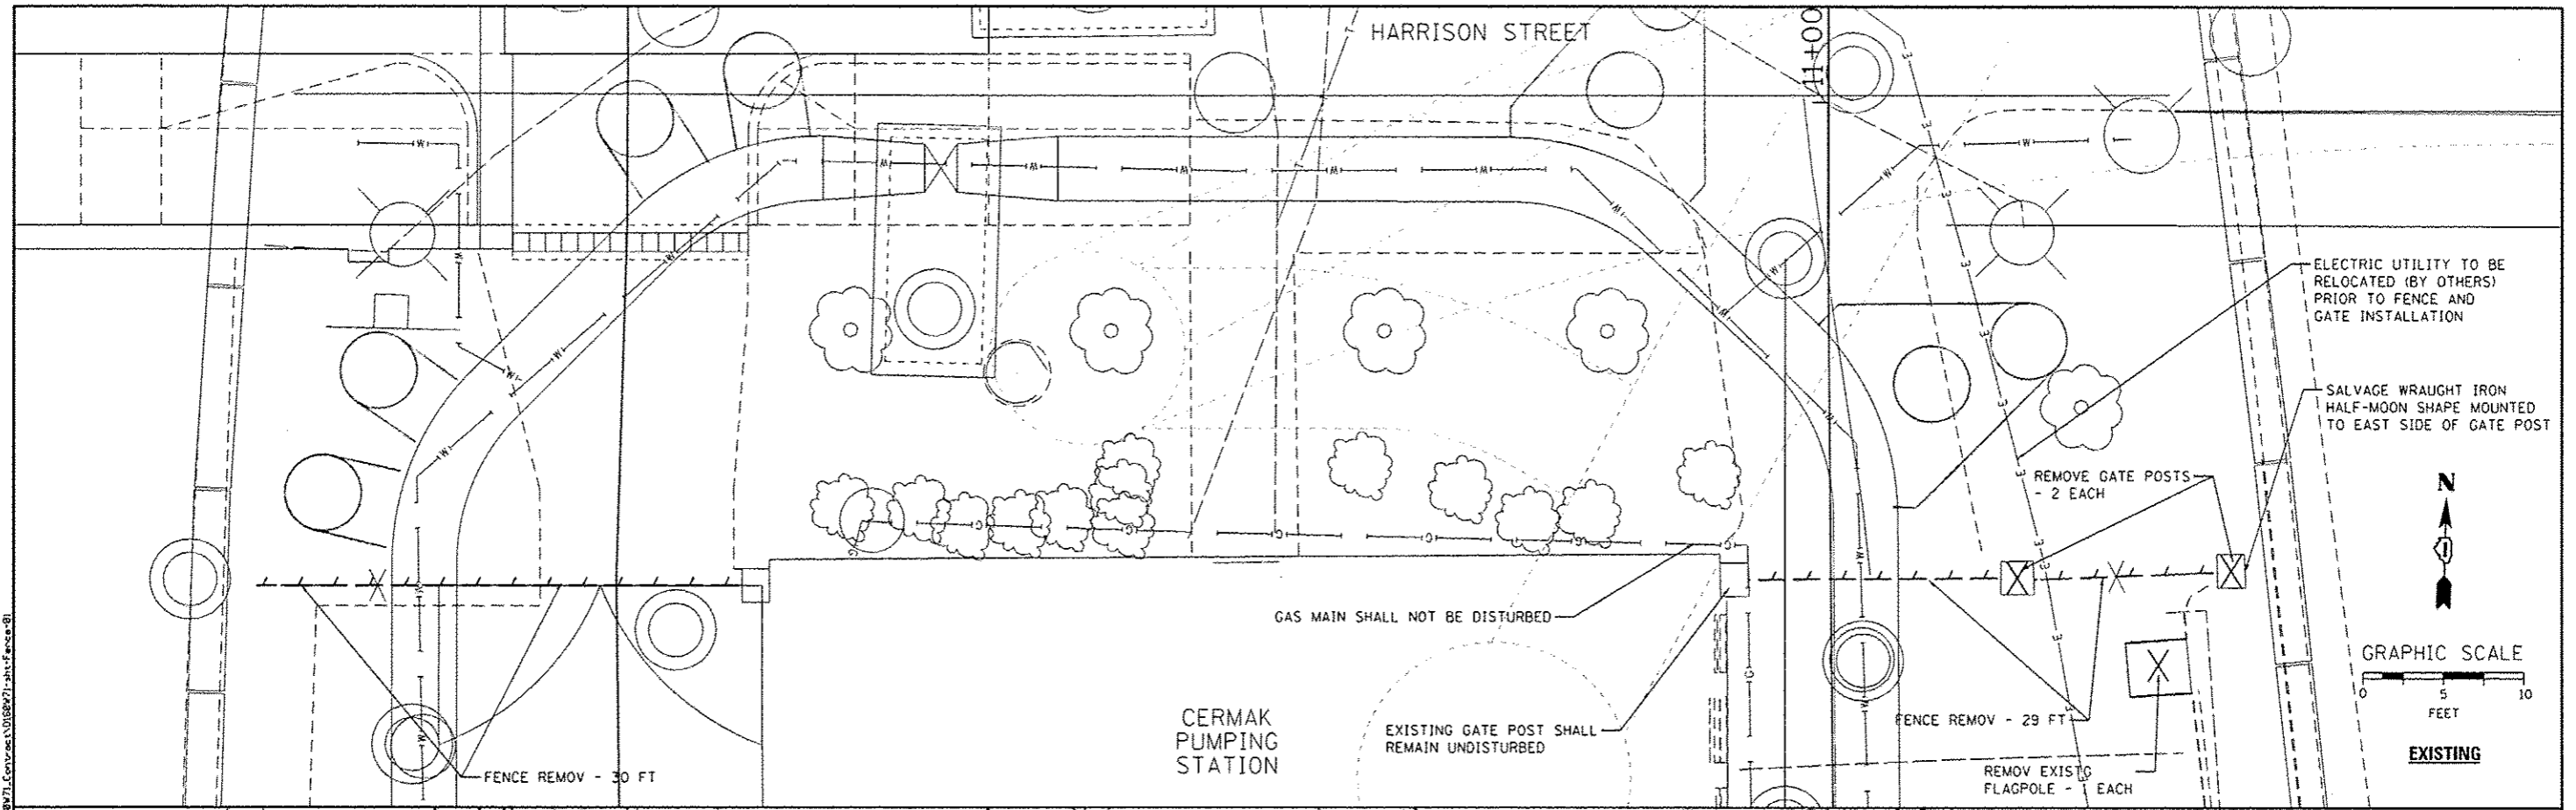 HARRISON STREET
11+00
ELECTRIC UTILITY TO BE
RELOCATED (BY OTHERS)
PRIOR TO FENCE AND
GATE INSTALLATION
SALVAGE WRAUGHT IRON
HALF-MOON SHAPE MOUNTED
TO EAST SIDE OF GATE POST
REMOVE GATE POSTS
- 2 EACH
N
GAS MAIN SHALL NOT BE DISTURBED
GRAPHIC SCALE
0 5 10
FEET
CERMAK
PUMPING
STATION
EXISTING GATE POST SHALL
REMAIN UNDISTURBED
FENCE REMOV - 29 FT
EXISTING
FENCE REMOV - 30 FT
REMOV EXISTG
FLAGPOLE - 1 EACH